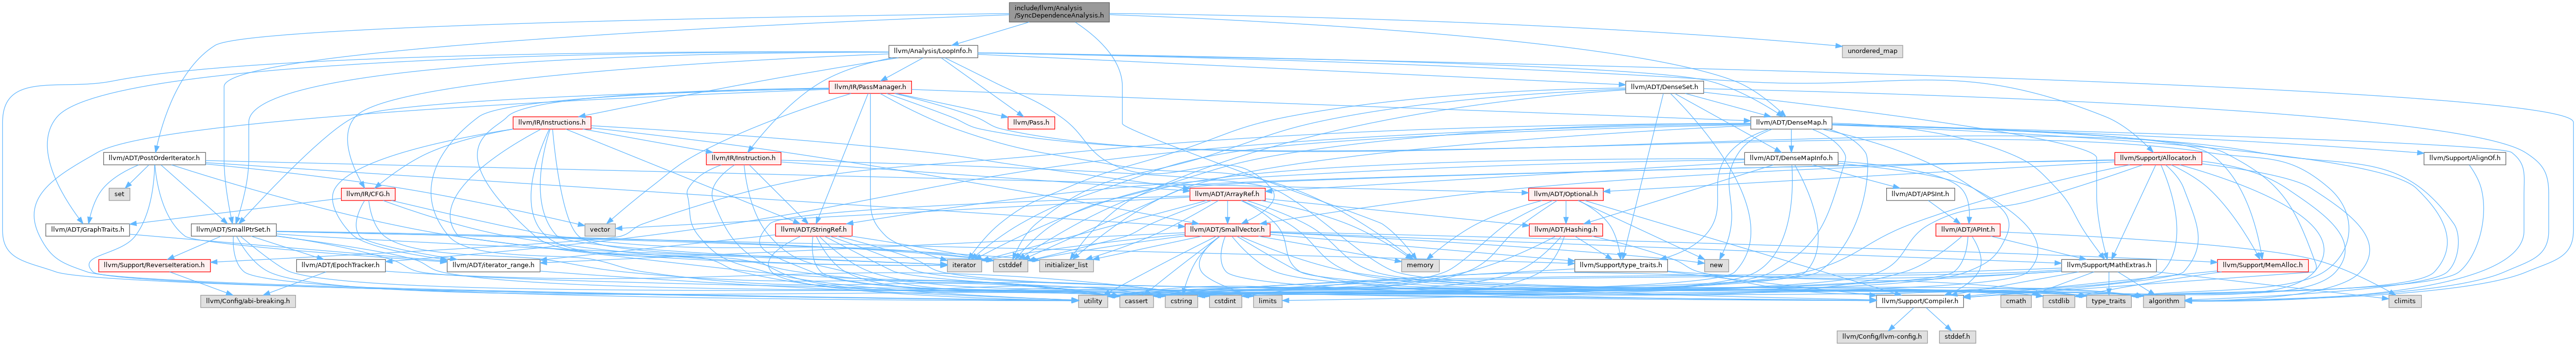 include/llvm/Analysis
/SyncDependenceAnalysis.h
llvm/Analysis/LoopInfo.h
unordered_map
llvm/IR/PassManager.h
llvm/ADT/DenseSet.h
llvm/IR/Instructions.h
llvm/Pass.h
llvm/ADT/DenseMap.h
llvm/ADT/PostOrderIterator.h
llvm/IR/Instruction.h
llvm/ADT/DenseMapInfo.h
llvm/Support/Allocator.h
llvm/Support/AlignOf.h
set
llvm/IR/CFG.h
llvm/ADT/ArrayRef.h
llvm/ADT/Optional.h
llvm/ADT/APSInt.h
llvm/ADT/GraphTraits.h
llvm/ADT/SmallPtrSet.h
vector
llvm/ADT/StringRef.h
llvm/ADT/SmallVector.h
llvm/ADT/Hashing.h
llvm/ADT/APInt.h
llvm/Support/ReverseIteration.h
llvm/ADT/EpochTracker.h
llvm/ADT/iterator_range.h
iterator
cstddef
initializer_list
memory
llvm/Support/type_traits.h
new
llvm/Support/MathExtras.h
llvm/Support/MemAlloc.h
llvm/Config/abi-breaking.h
utility
cassert
cstring
cstdint
limits
llvm/Support/Compiler.h
cmath
cstdlib
type_traits
algorithm
climits
llvm/Config/llvm-config.h
stddef.h